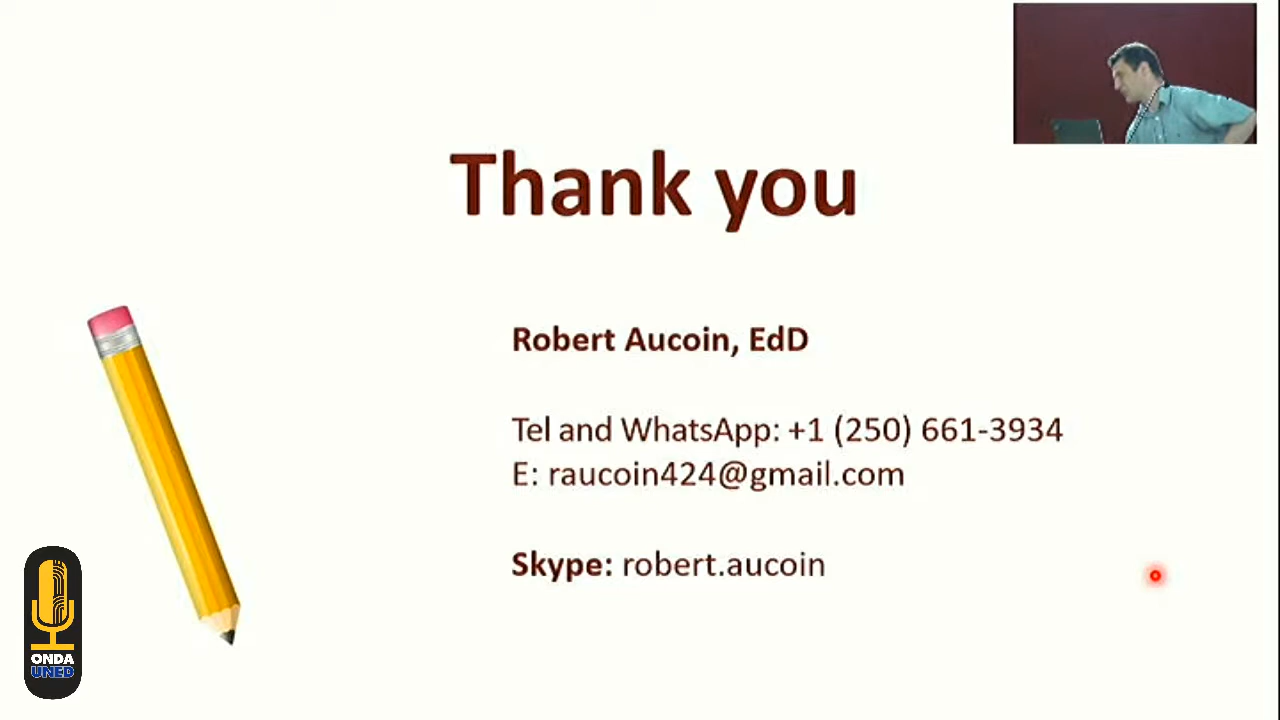 Thank you
Robert Aucoin, EdD
Tel and WhatsApp: +1 (250) 661-3934
E: raucoin424@gmail.com
Skype: robert.aucoin
ONDA
UNED